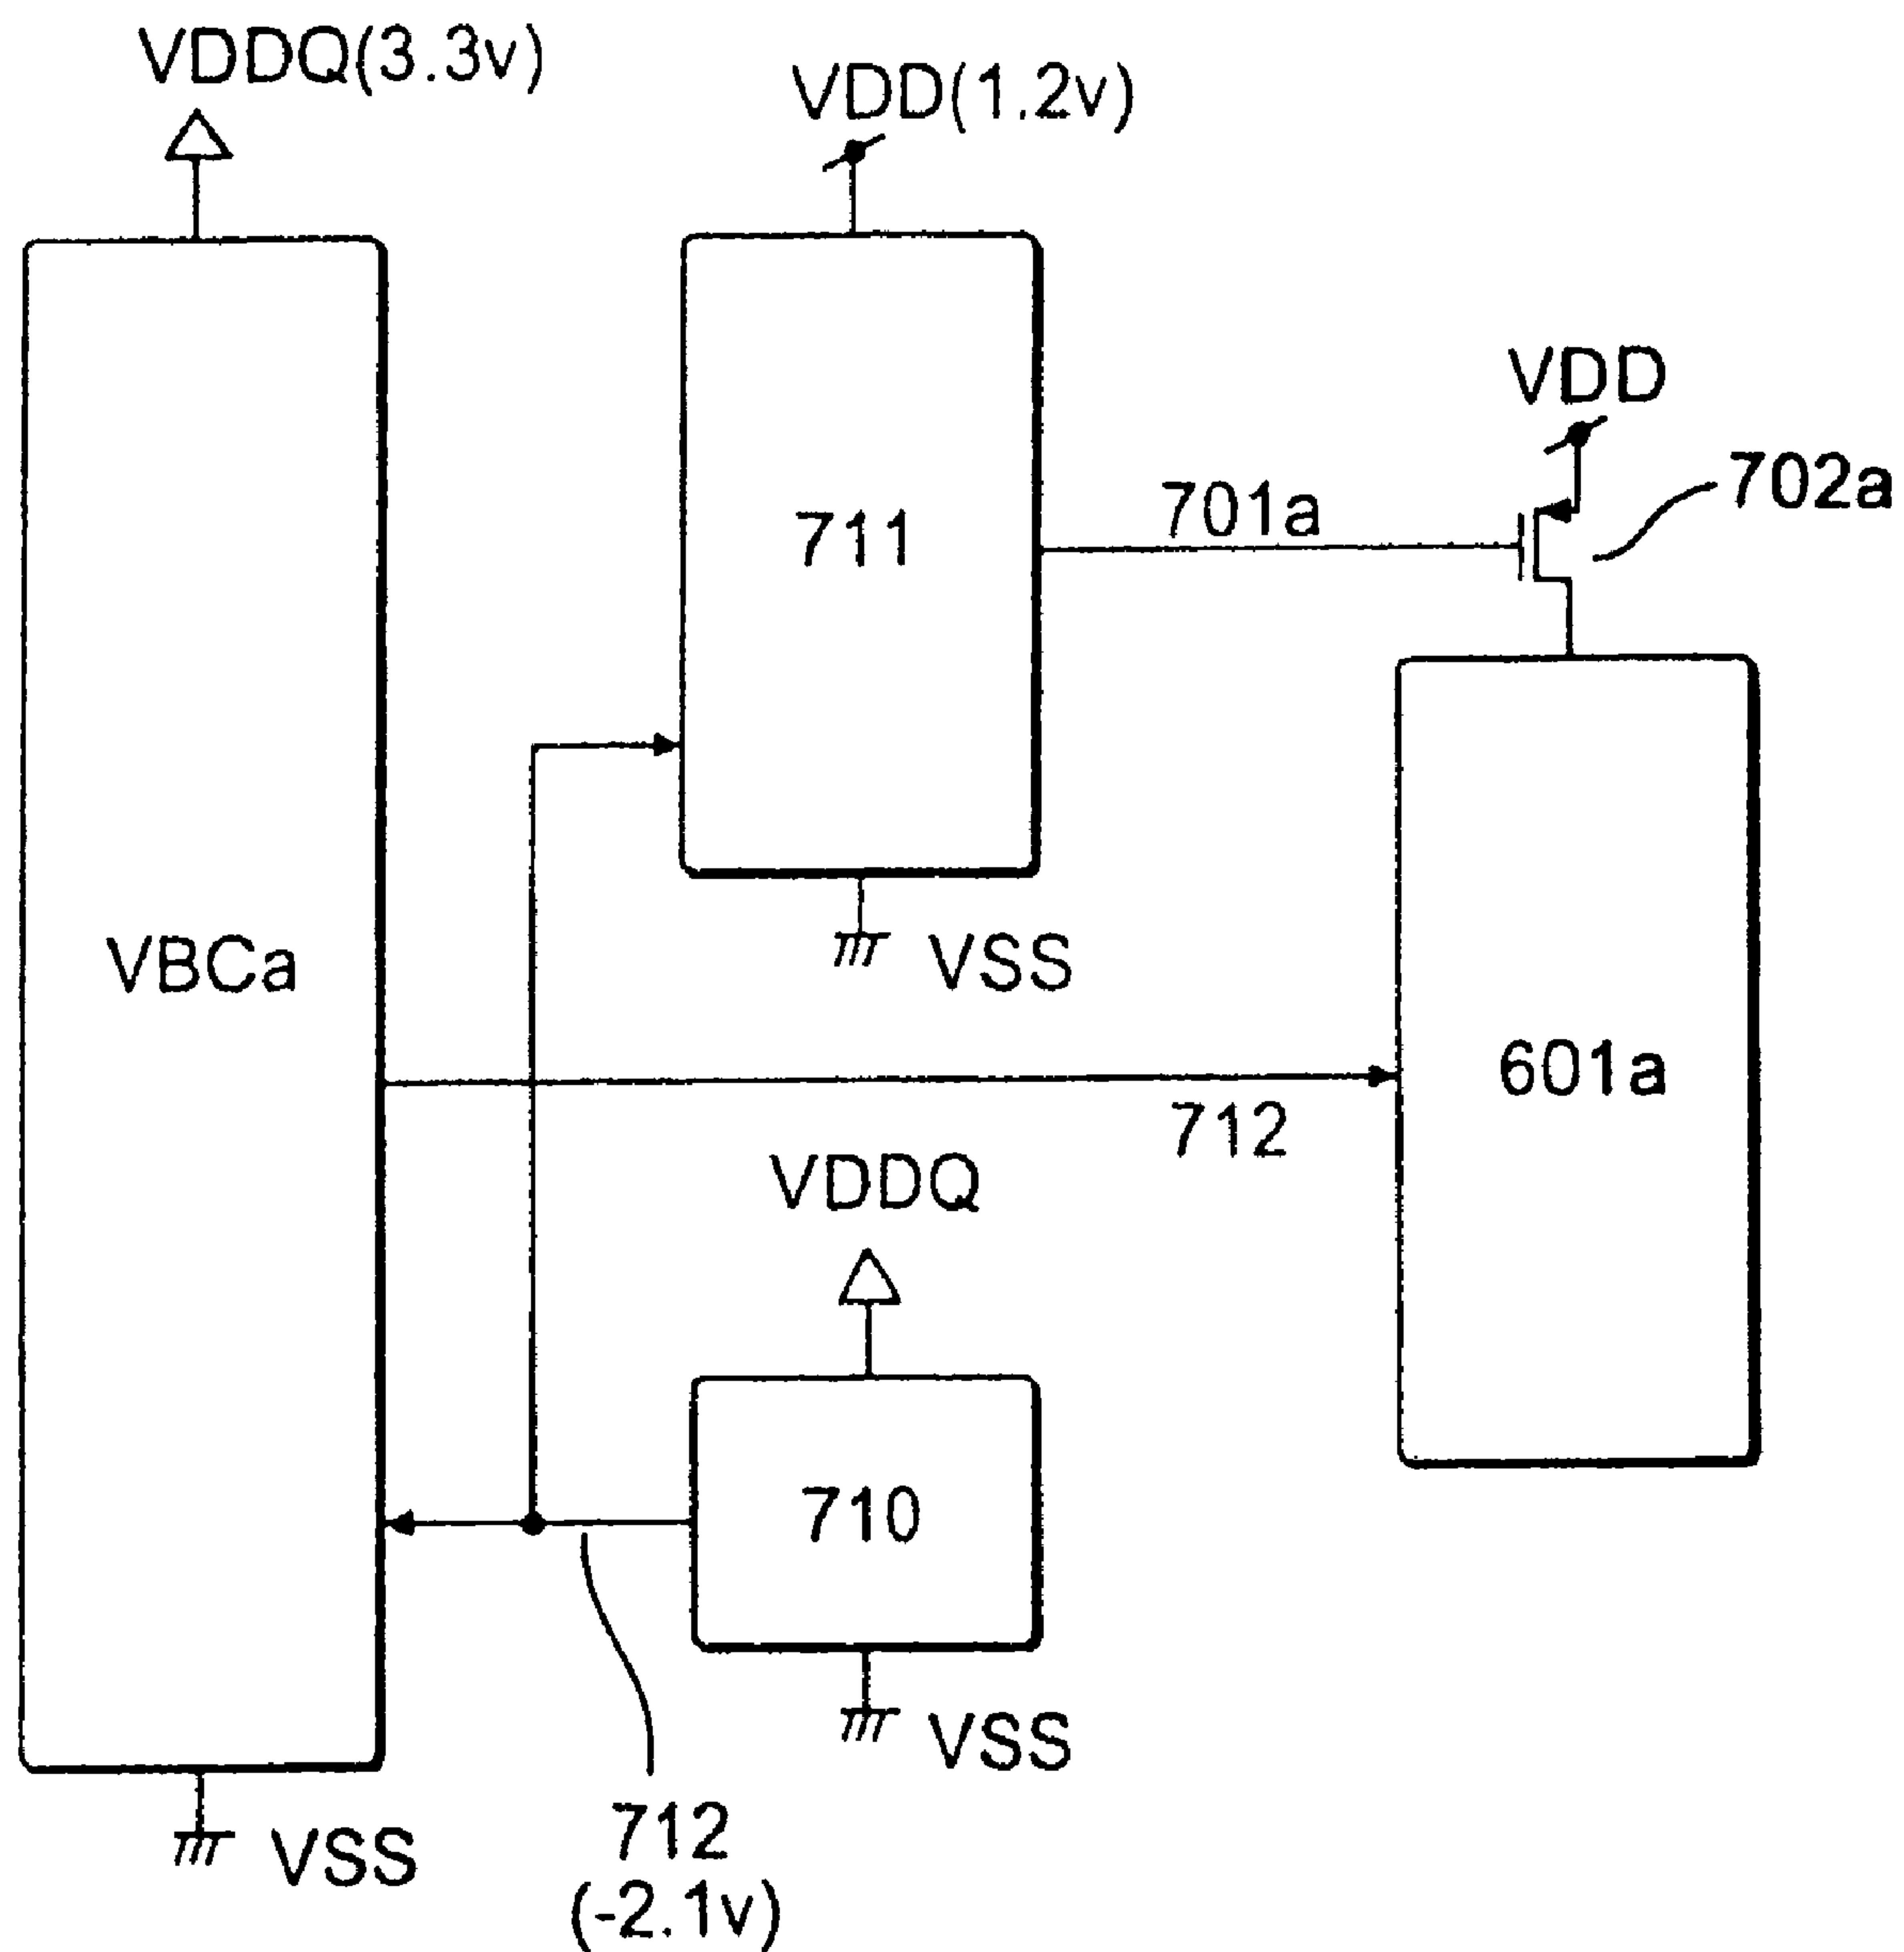 VDDQ(3.3v)
VDD(1.2v)
VDD
702a
701a
711
VBCa
VSS
601a
712
VDDQ
710
VSS
712
(-2.1v)
VSS